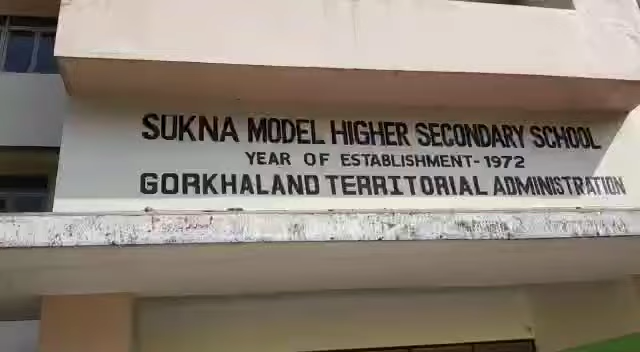 SUKNA MODEL HIGHER SECONDARY SCHOOL
YEAR OF ESTABLISHMENT-1972
GORKHALAND TERRITORIAL ADMINISTRATION